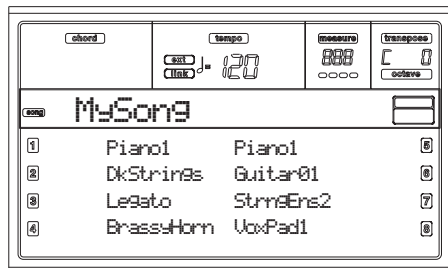 chord tempo measure transpose
ext link ♩= 120 888 C 0
octave
song MySong
1 Piano1 Piano1 5
2 DkStrings Guitar01 6
3 Legato StrngEns2 7
4 BrassyHorn VoxPad1 8